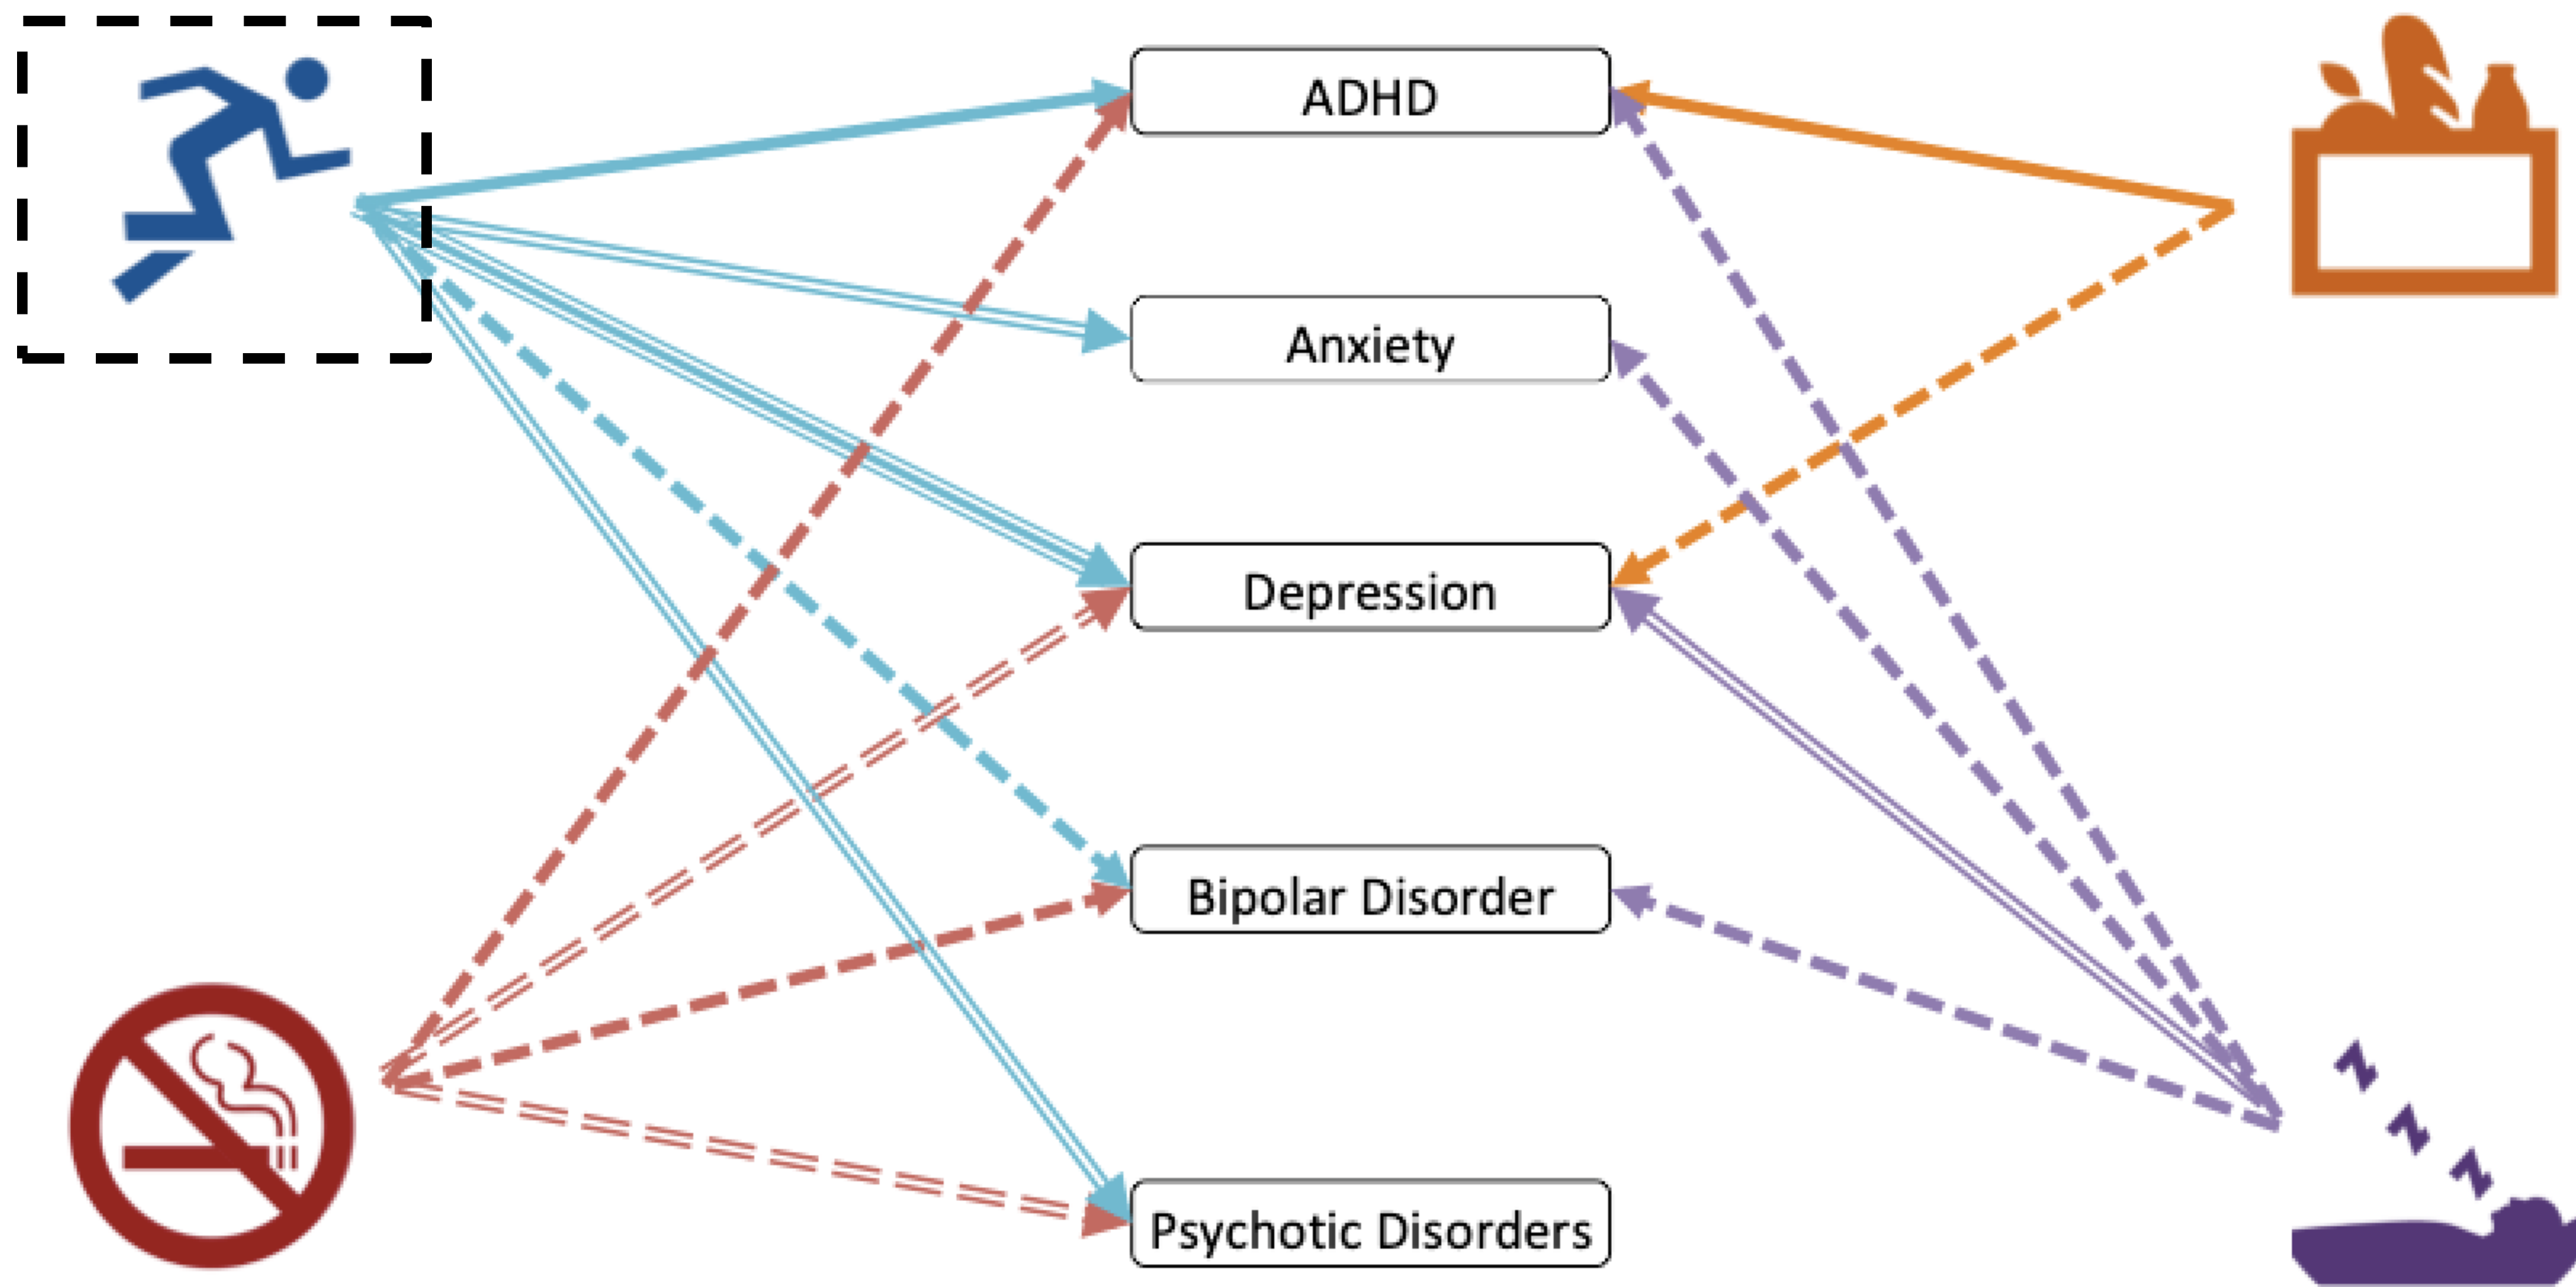 ADHD
Anxiety
Depression
Bipolar Disorder
Psychotic Disorders
z
z
z